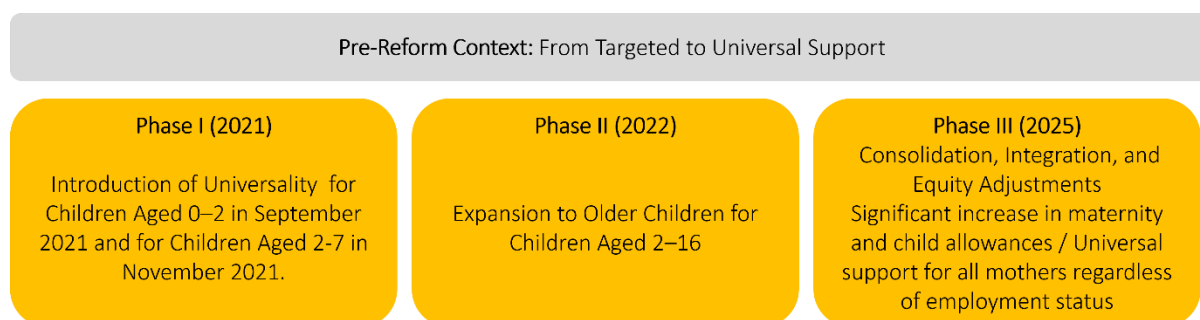 Pre-Reform Context: From Targeted to Universal Support
Phase I (2021)
Introduction of Universality for
Children Aged 0–2 in September
2021 and for Children Aged 2-7 in
November 2021.
Phase II (2022)
Expansion to Older Children for
Children Aged 2–16
Phase III (2025)
Consolidation, Integration, and
Equity Adjustments
Significant increase in maternity
and child allowances / Universal
support for all mothers regardless
of employment status